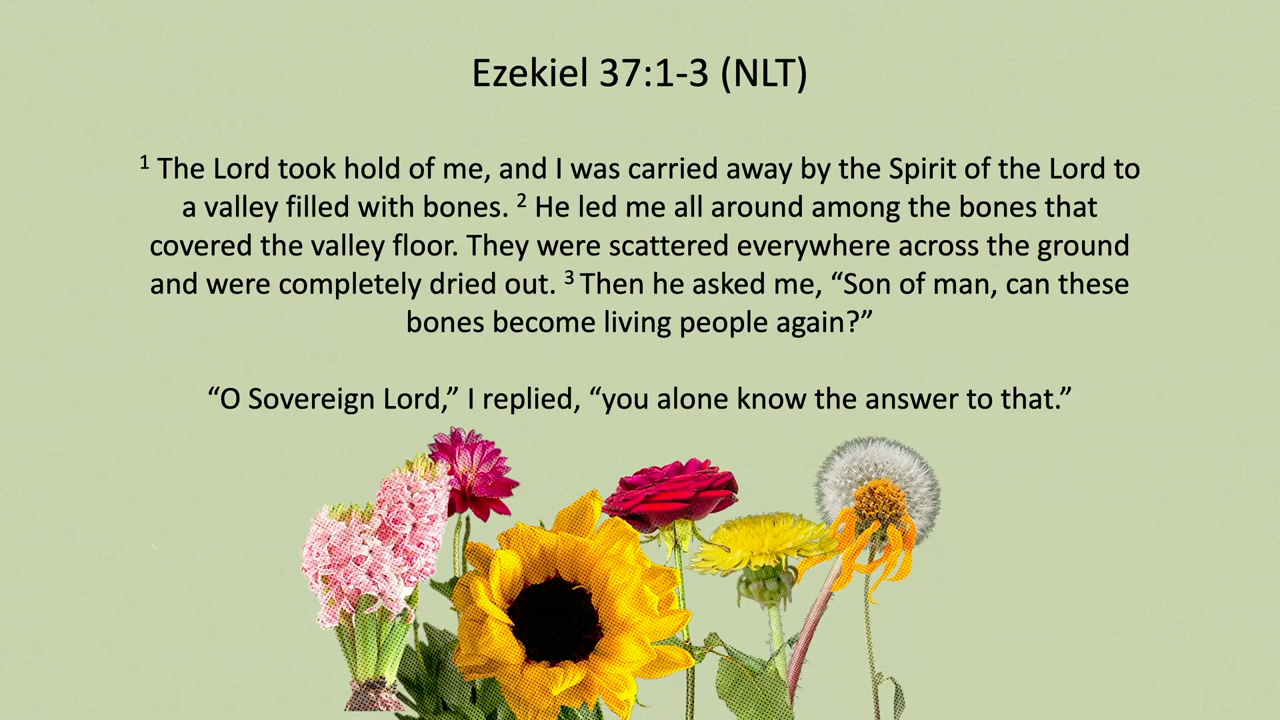 Ezekiel 37:1-3 (NLT)
¹ The Lord took hold of me, and I was carried away by the Spirit of the Lord to
a valley filled with bones. ² He led me all around among the bones that
covered the valley floor. They were scattered everywhere across the ground
and were completely dried out. ³ Then he asked me, “Son of man, can these
bones become living people again?”
“O Sovereign Lord,” I replied, “you alone know the answer to that.”